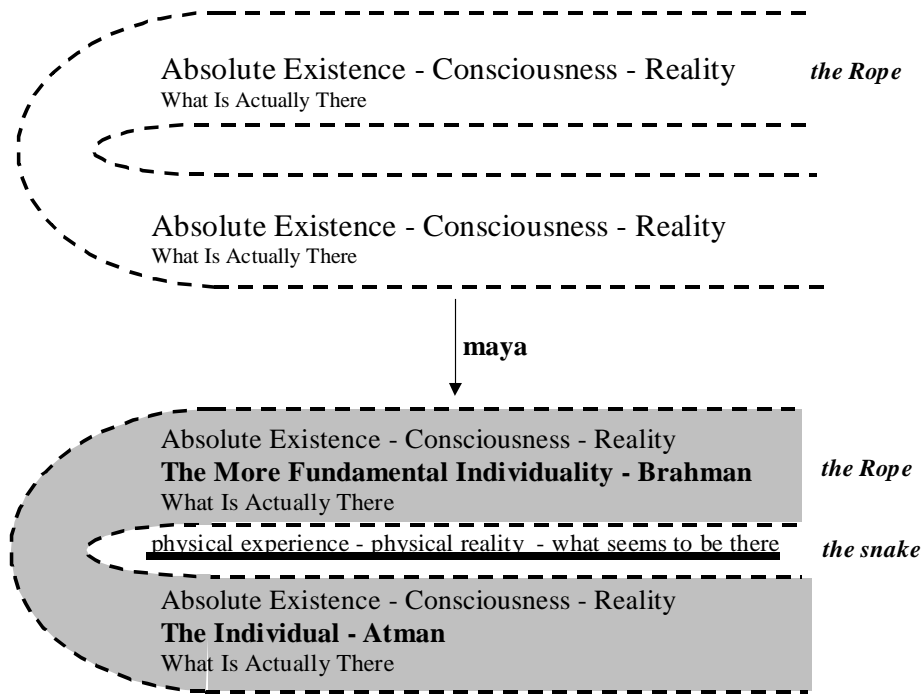 Absolute Existence - Consciousness - Reality the Rope
What Is Actually There
Absolute Existence - Consciousness - Reality
What Is Actually There
maya
Absolute Existence - Consciousness - Reality
The More Fundamental Individuality - Brahman the Rope
What Is Actually There
physical experience - physical reality - what seems to be there the snake
Absolute Existence - Consciousness - Reality
The Individual - Atman
What Is Actually There